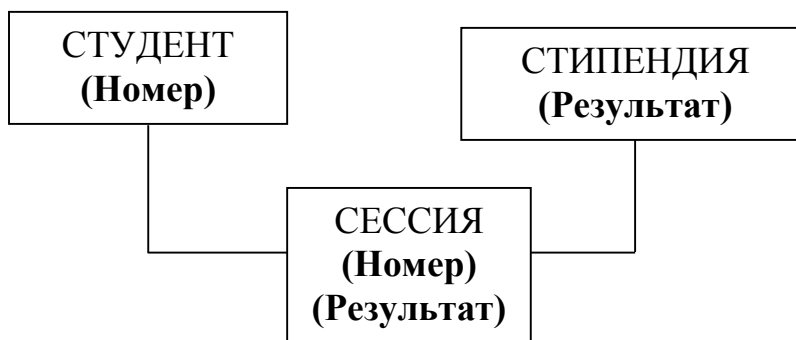 СТУДЕНТ
(Номер)
СТИПЕНДИЯ
(Результат)
СЕССИЯ
(Номер)
(Результат)